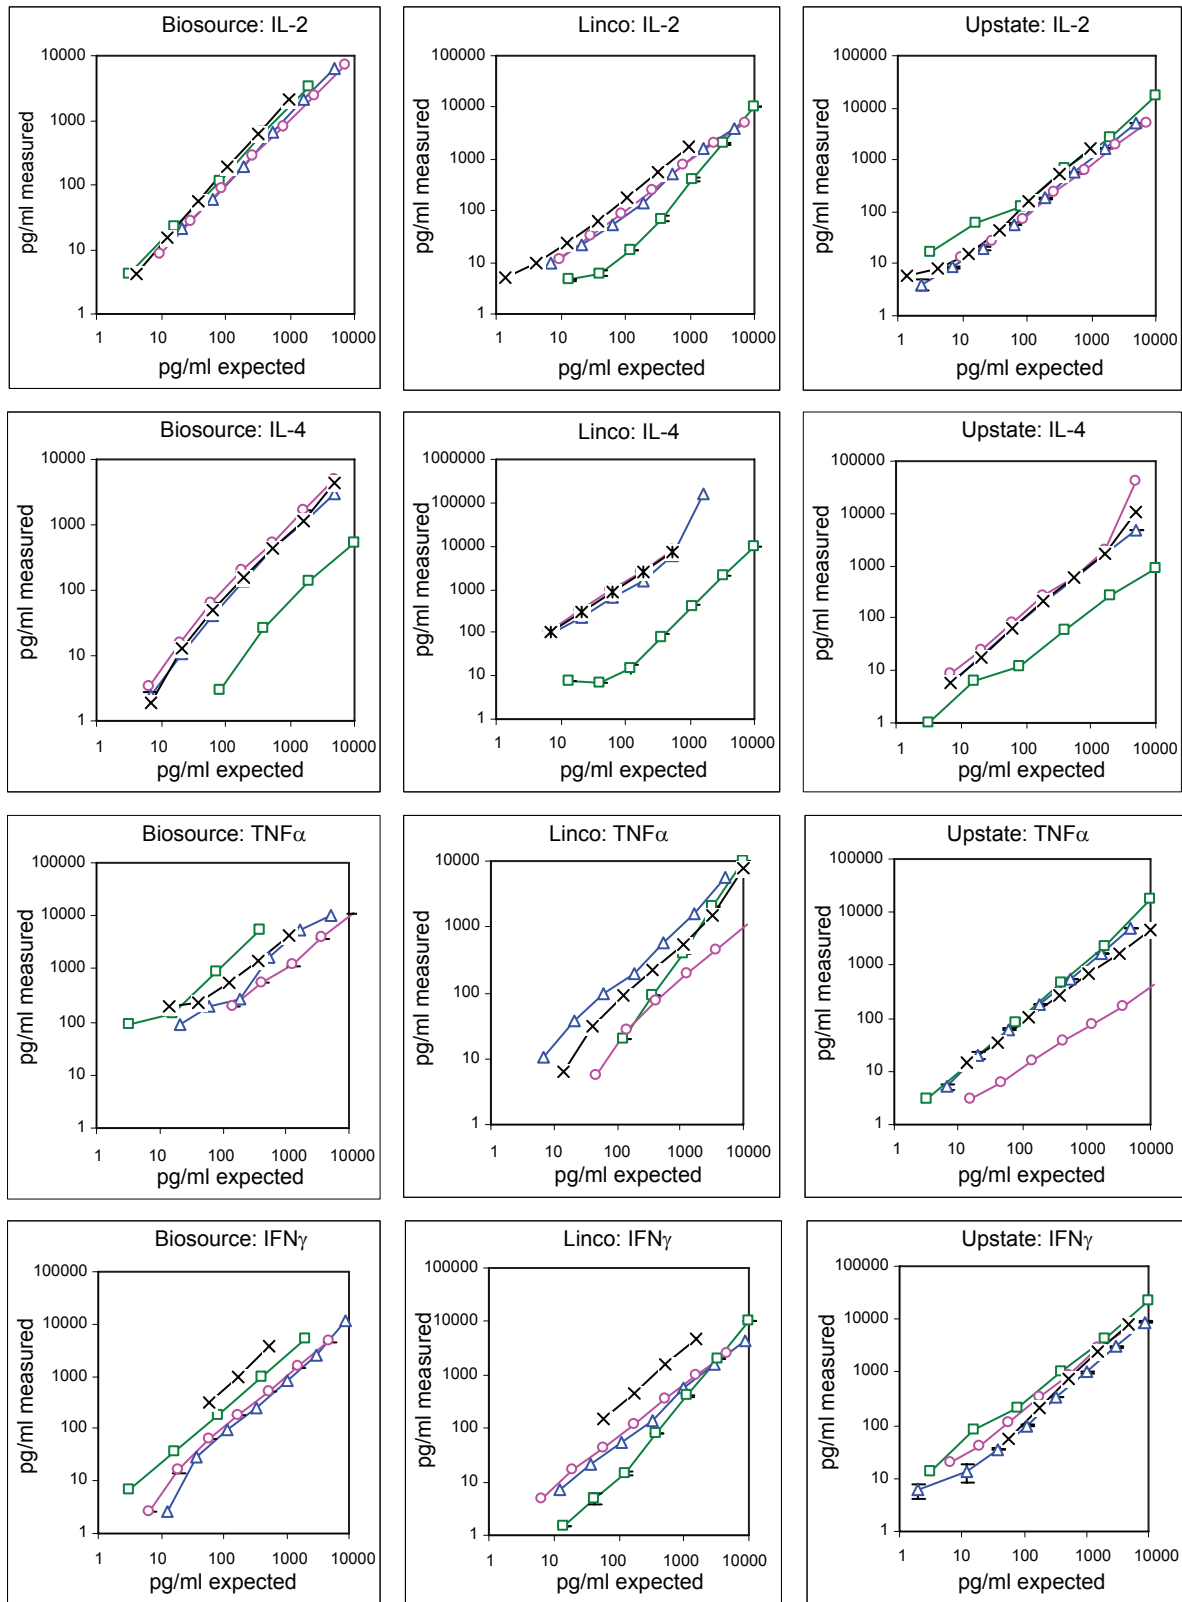 Biosource: IL-2
10000
1000
100
10
1
pg/ml measured
1 10 100 1000 10000
pg/ml expected
Linco: IL-2
100000
10000
1000
100
10
1
pg/ml measured
1 10 100 1000 10000
pg/ml expected
Upstate: IL-2
100000
10000
1000
100
10
1
pg/ml measured
1 10 100 1000 10000
pg/ml expected
Biosource: IL-4
10000
1000
100
10
1
pg/ml measured
1 10 100 1000 10000
pg/ml expected
Linco: IL-4
1000000
100000
10000
1000
100
10
1
pg/ml measured
1 10 100 1000 10000
pg/ml expected
Upstate: IL-4
100000
10000
1000
100
10
1
pg/ml measured
1 10 100 1000 10000
pg/ml expected
Biosource: TNFα
100000
10000
1000
100
10
1
pg/ml measured
1 10 100 1000 10000
pg/ml expected
Linco: TNFα
10000
1000
100
10
1
pg/ml measured
1 10 100 1000 10000
pg/ml expected
Upstate: TNFα
100000
10000
1000
100
10
1
pg/ml measured
1 10 100 1000 10000
pg/ml expected
Biosource: IFNγ
100000
10000
1000
100
10
1
pg/ml measured
1 10 100 1000 10000
pg/ml expected
Linco: IFNγ
100000
10000
1000
100
10
1
pg/ml measured
1 10 100 1000 10000
pg/ml expected
Upstate: IFNγ
100000
10000
1000
100
10
1
pg/ml measured
1 10 100 1000 10000
pg/ml expected